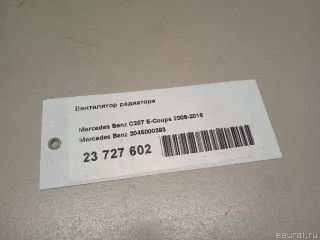 Вентилятор радиатора
Mercedes Benz C207 E-Coupe 2009-2016
Mercedes Benz 2045000393
23 727 602
eaural.ru